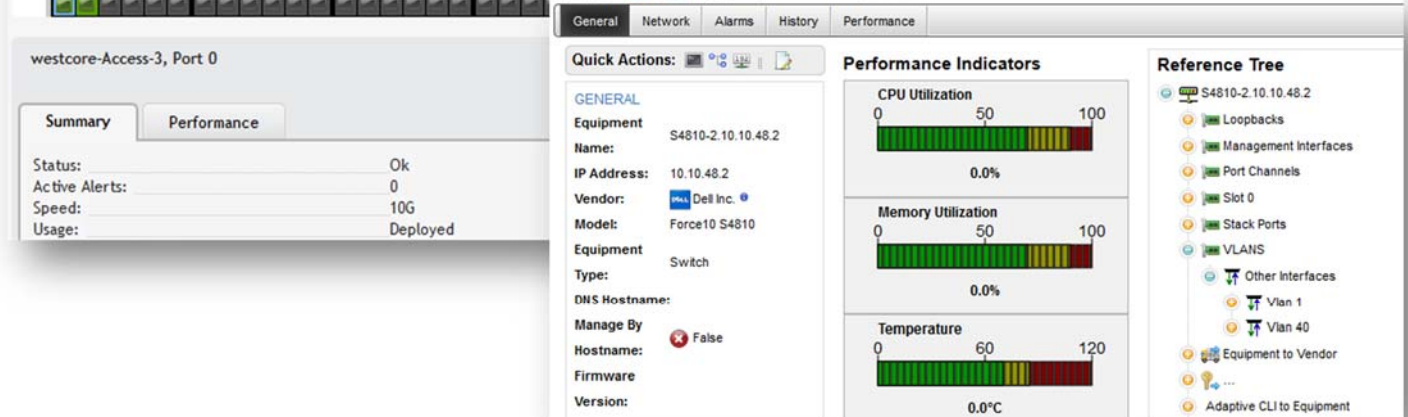 westcore-Access-3, Port 0
Summary
Performance
Status: Ok
Active Alerts: 0
Speed: 10G
Usage: Deployed
General Network Alarms History Performance
Quick Actions:
GENERAL
Equipment Name: S4810-2.10.10.48.2
IP Address: 10.10.48.2
Vendor: DELL Dell Inc.
Model: Force10 S4810
Equipment Type: Switch
DNS Hostname:
Manage By Hostname: False
Firmware Version:
Performance Indicators
CPU Utilization
0 50 100
0.0%
Memory Utilization
0 50 100
0.0%
Temperature
0 60 120
0.0°C
Reference Tree
S4810-2.10.10.48.2
Loopbacks
Management Interfaces
Port Channels
Slot 0
Stack Ports
VLANS
Other Interfaces
Vlan 1
Vlan 40
Equipment to Vendor
...
Adaptive CLI to Equipment